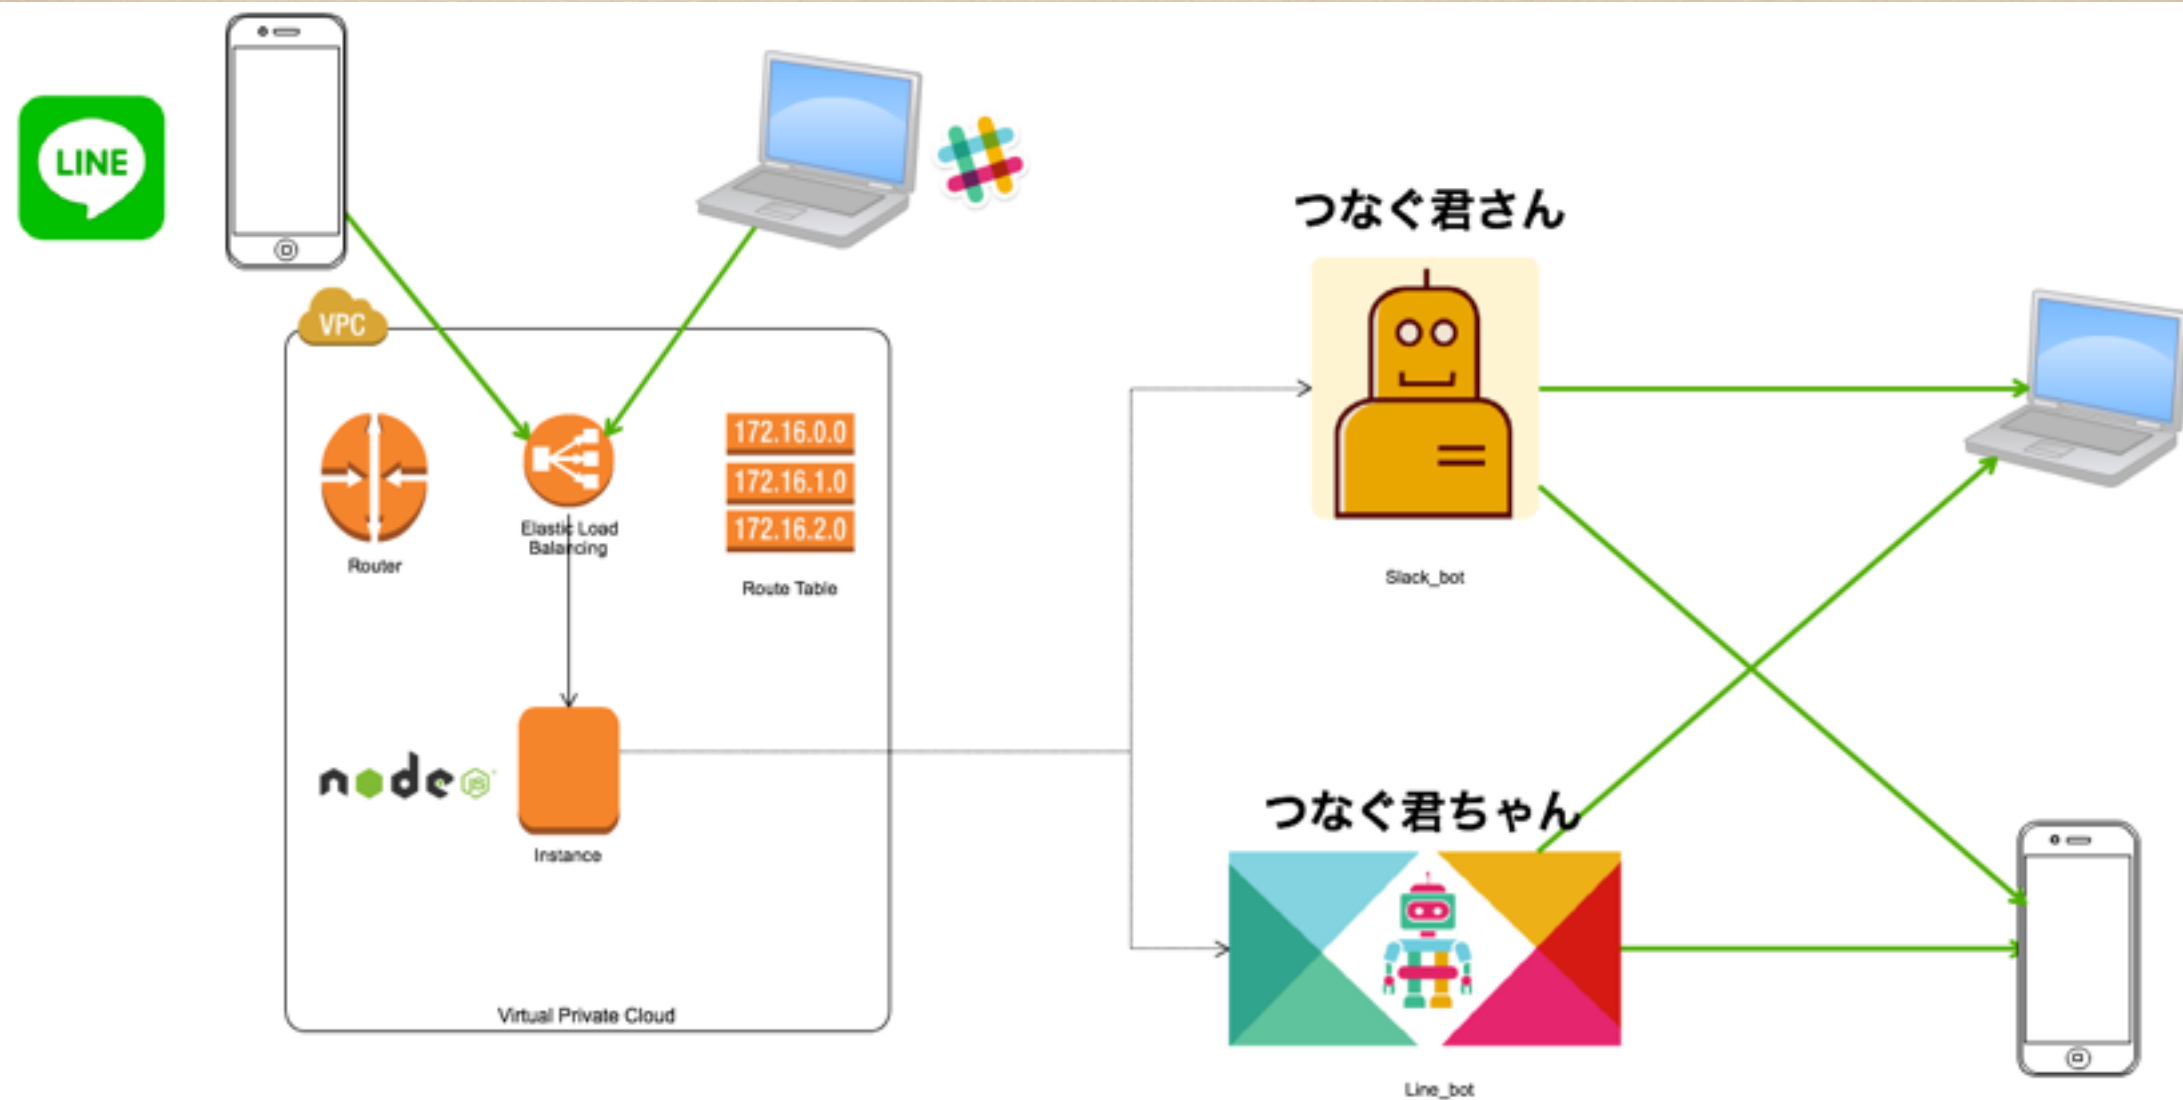 LINE
つなぐ君さん
VPC
172.16.0.0
172.16.1.0
172.16.2.0
Elastic Load
Balancing
Router
Route Table
Slack_bot
node
JS
Instance
つなぐ君ちゃん
Virtual Private Cloud
Line_bot